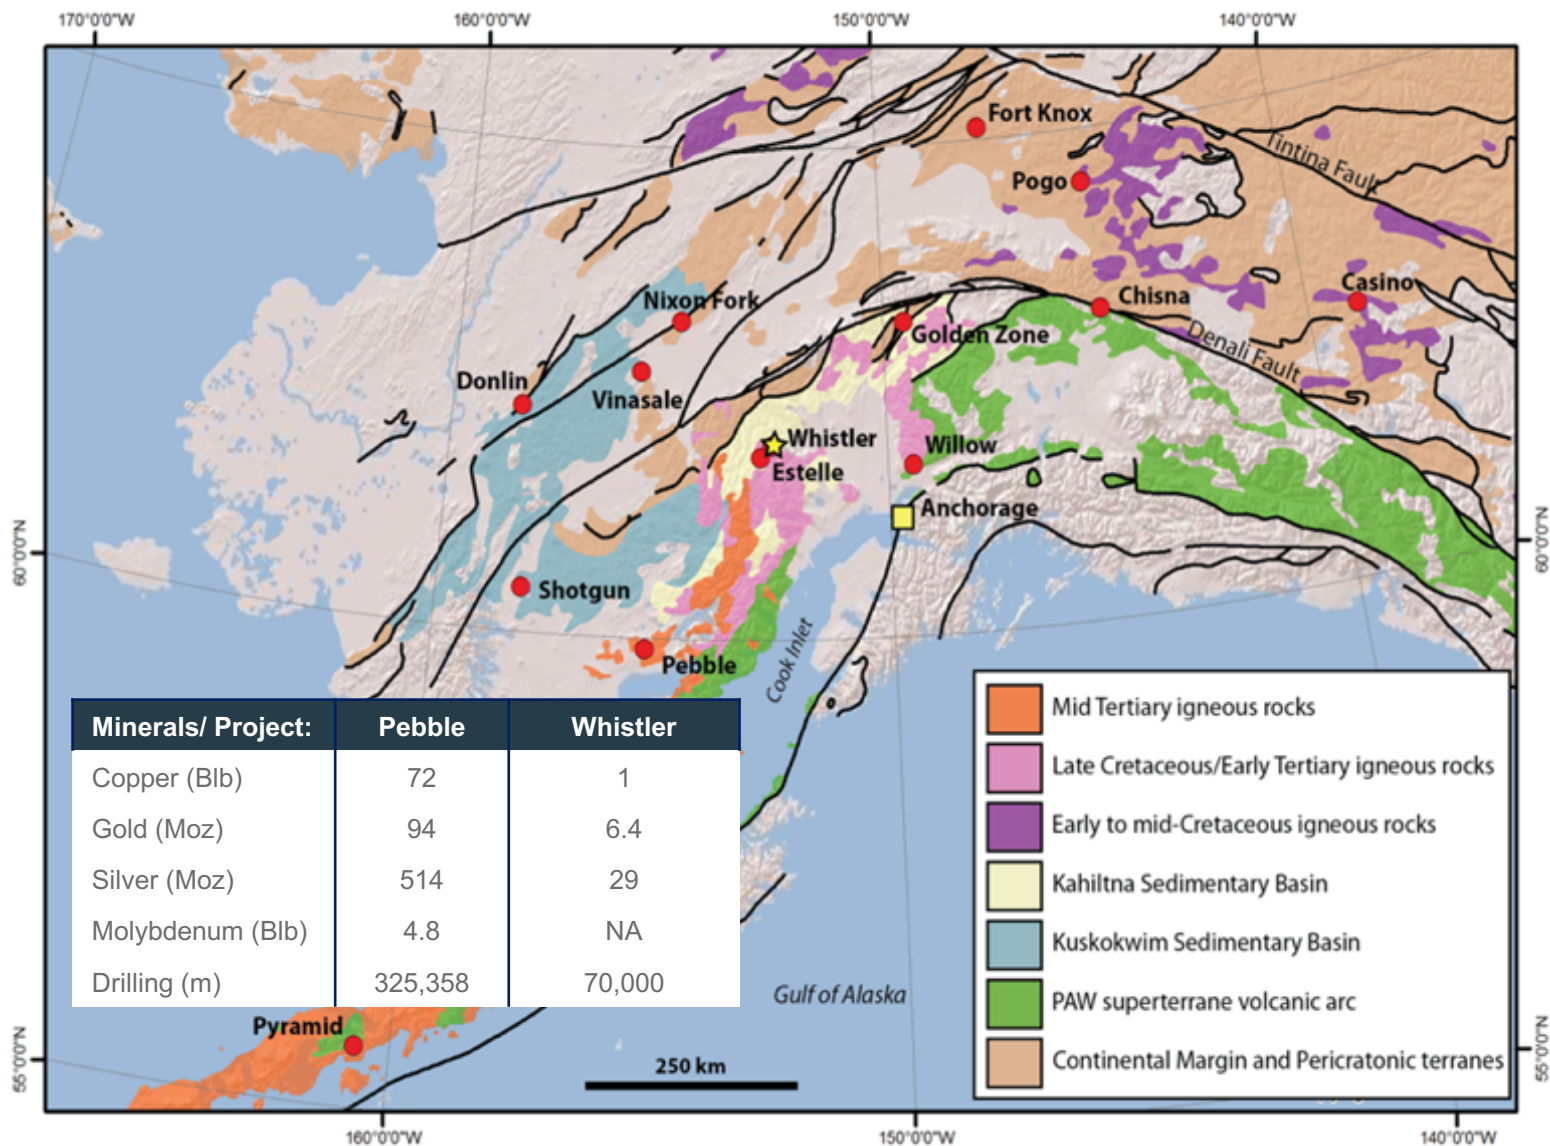 170°0'0"W 160°0'0"W 150°0'0"W 140°0'0"W
Fort Knox
Tintina Fault
Pogo
Nixon Fork
Casino
Chisna
Golden Zone
Denali Fault
Donlin
Vinasale
Whistler
Estelle
Willow
Anchorage
60°0'0"N
60°0'0"N
Shotgun
Pebble
Cook Inlet
Minerals/ Project: Pebble Whistler
Copper (Blb) 72 1
Gold (Moz) 94 6.4
Silver (Moz) 514 29
Molybdenum (Blb) 4.8 NA
Drilling (m) 325,358 70,000
Mid Tertiary igneous rocks
Late Cretaceous/Early Tertiary igneous rocks
Early to mid-Cretaceous igneous rocks
Kahiltna Sedimentary Basin
Kuskokwim Sedimentary Basin
PAW superterrane volcanic arc
Continental Margin and Pericratonic terranes
Gulf of Alaska
Pyramid
250 km
55°0'0"N
55°0'0"N
160°0'0"W 150°0'0"W 140°0'0"W